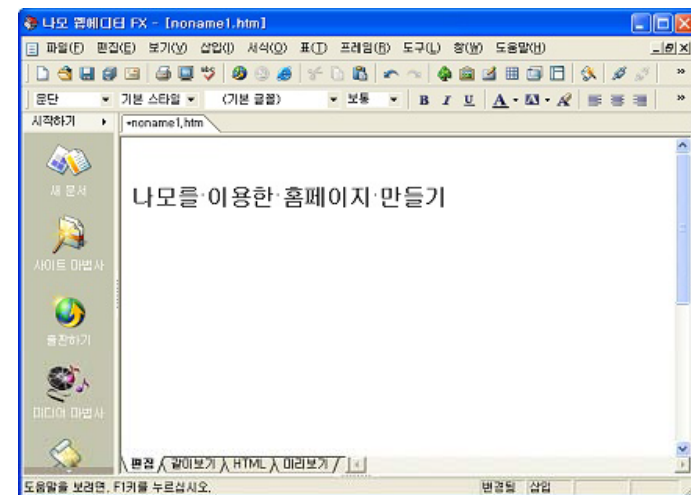 나모 웹에디터 FX - [noname1.htm]
파일(F) 편집(E) 보기(V) 삽입(I) 서식(O) 표(T) 프레임(R) 도구(L) 창(W) 도움말(H)
문단 기본 스타일 (기본 글꼴) 보통 B I U A
시작하기 •noname1.htm
새 문서
나모를·이용한·홈페이지·만들기
사이트 마법사
출판하기
미디어 마법사
편집 같이보기 HTML 미리보기
도움말을 보려면, F1키를 누르십시오. 변경됨 삽입